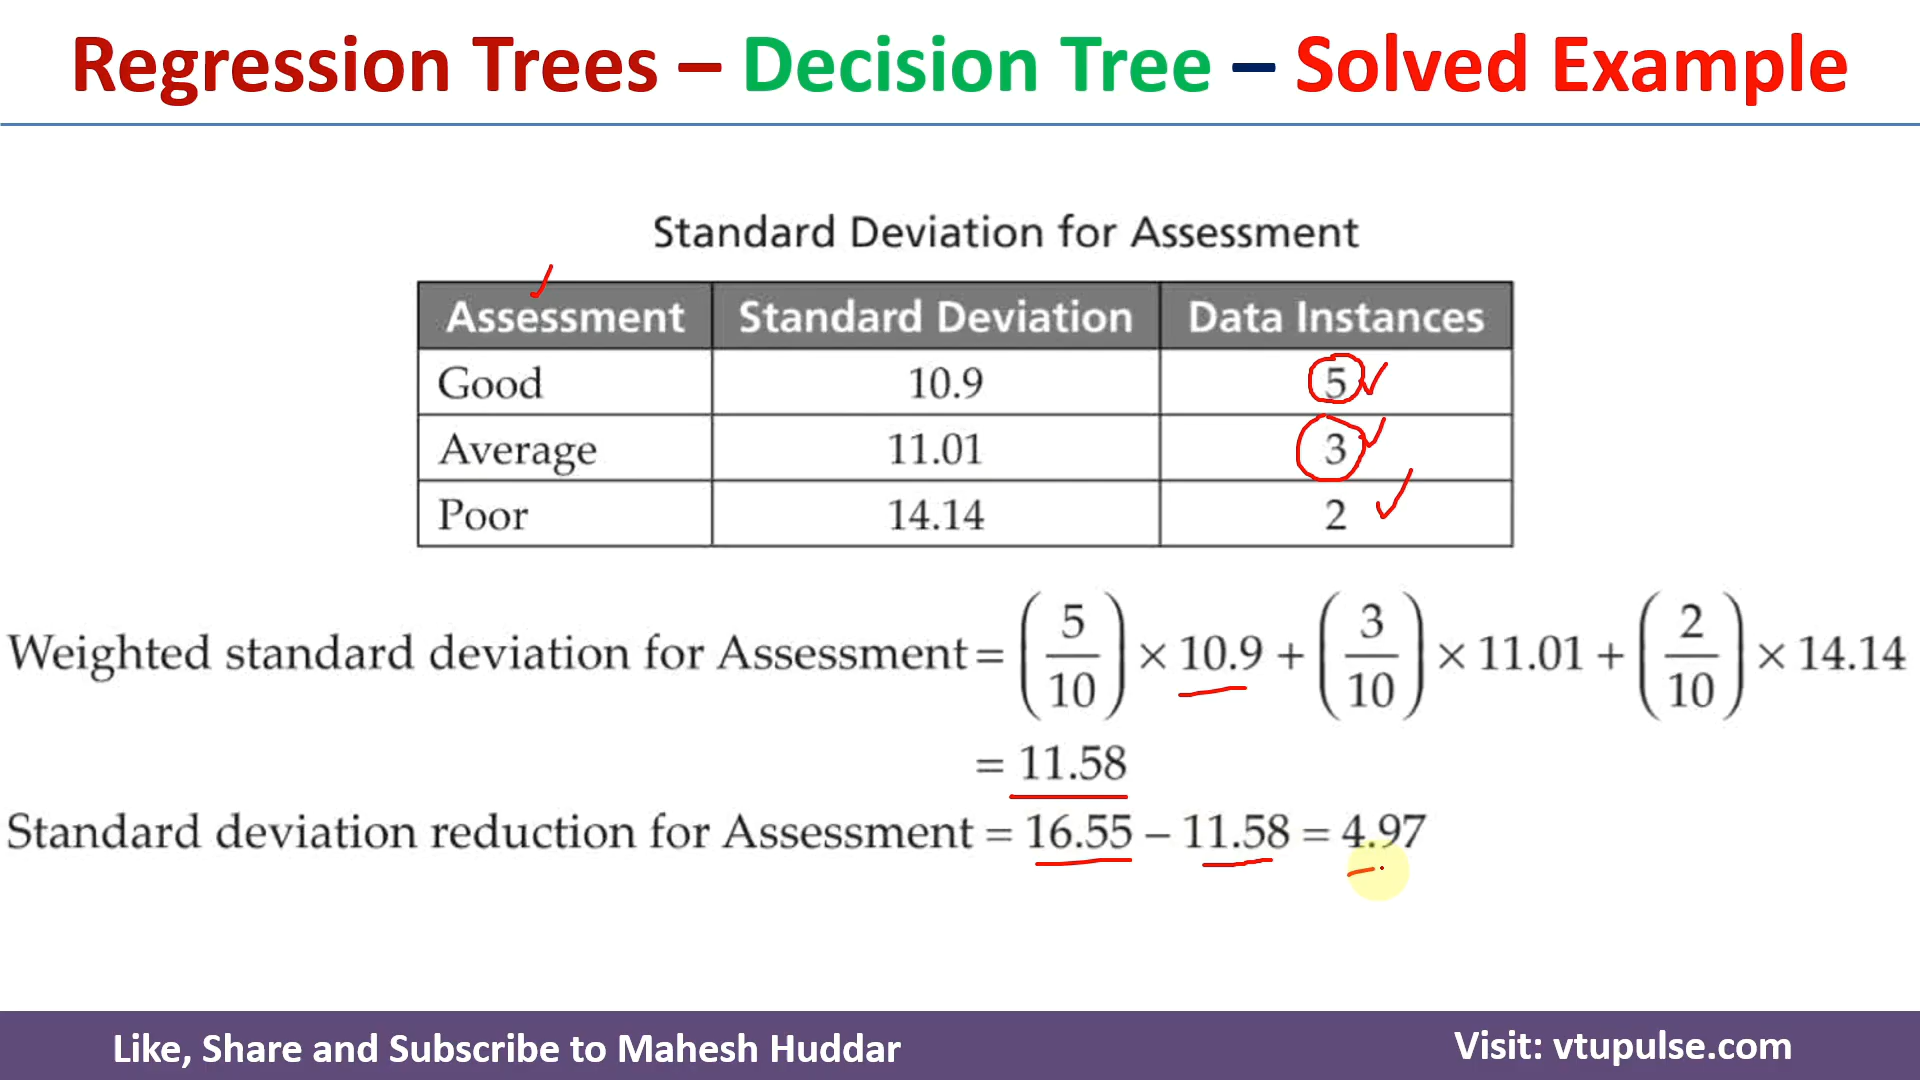 Regression Trees – Decision Tree – Solved Example
Standard Deviation for Assessment
Assessment Standard Deviation Data Instances
Good 10.9 5
Average 11.01 3
Poor 14.14 2
Weighted standard deviation for Assessment = (5/10) × 10.9 + (3/10) × 11.01 + (2/10) × 14.14
= 11.58
Standard deviation reduction for Assessment = 16.55 – 11.58 = 4.97
Like, Share and Subscribe to Mahesh Huddar
Visit: vtupulse.com